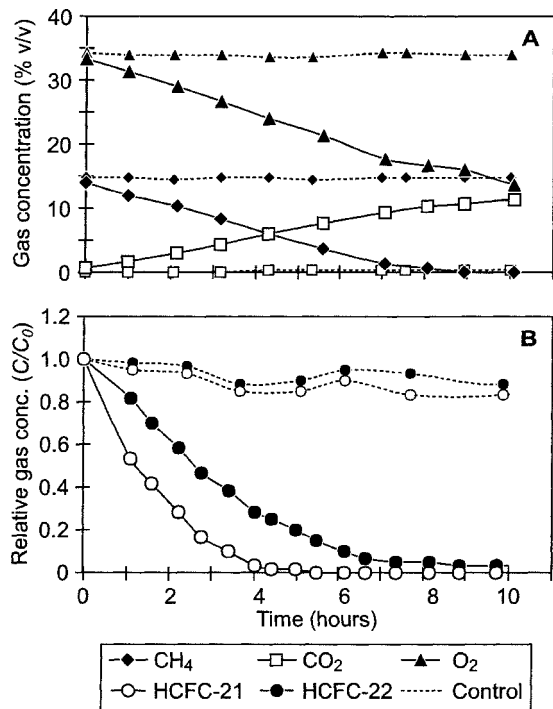 A
Gas concentration (% v/v)
40
30
20
10
0
B
Relative gas conc. (C/C₀)
1.2
1.0
0.8
0.6
0.4
0.2
0
0 2 4 6 8 10
Time (hours)
CH₄ CO₂ O₂
HCFC-21 HCFC-22 Control